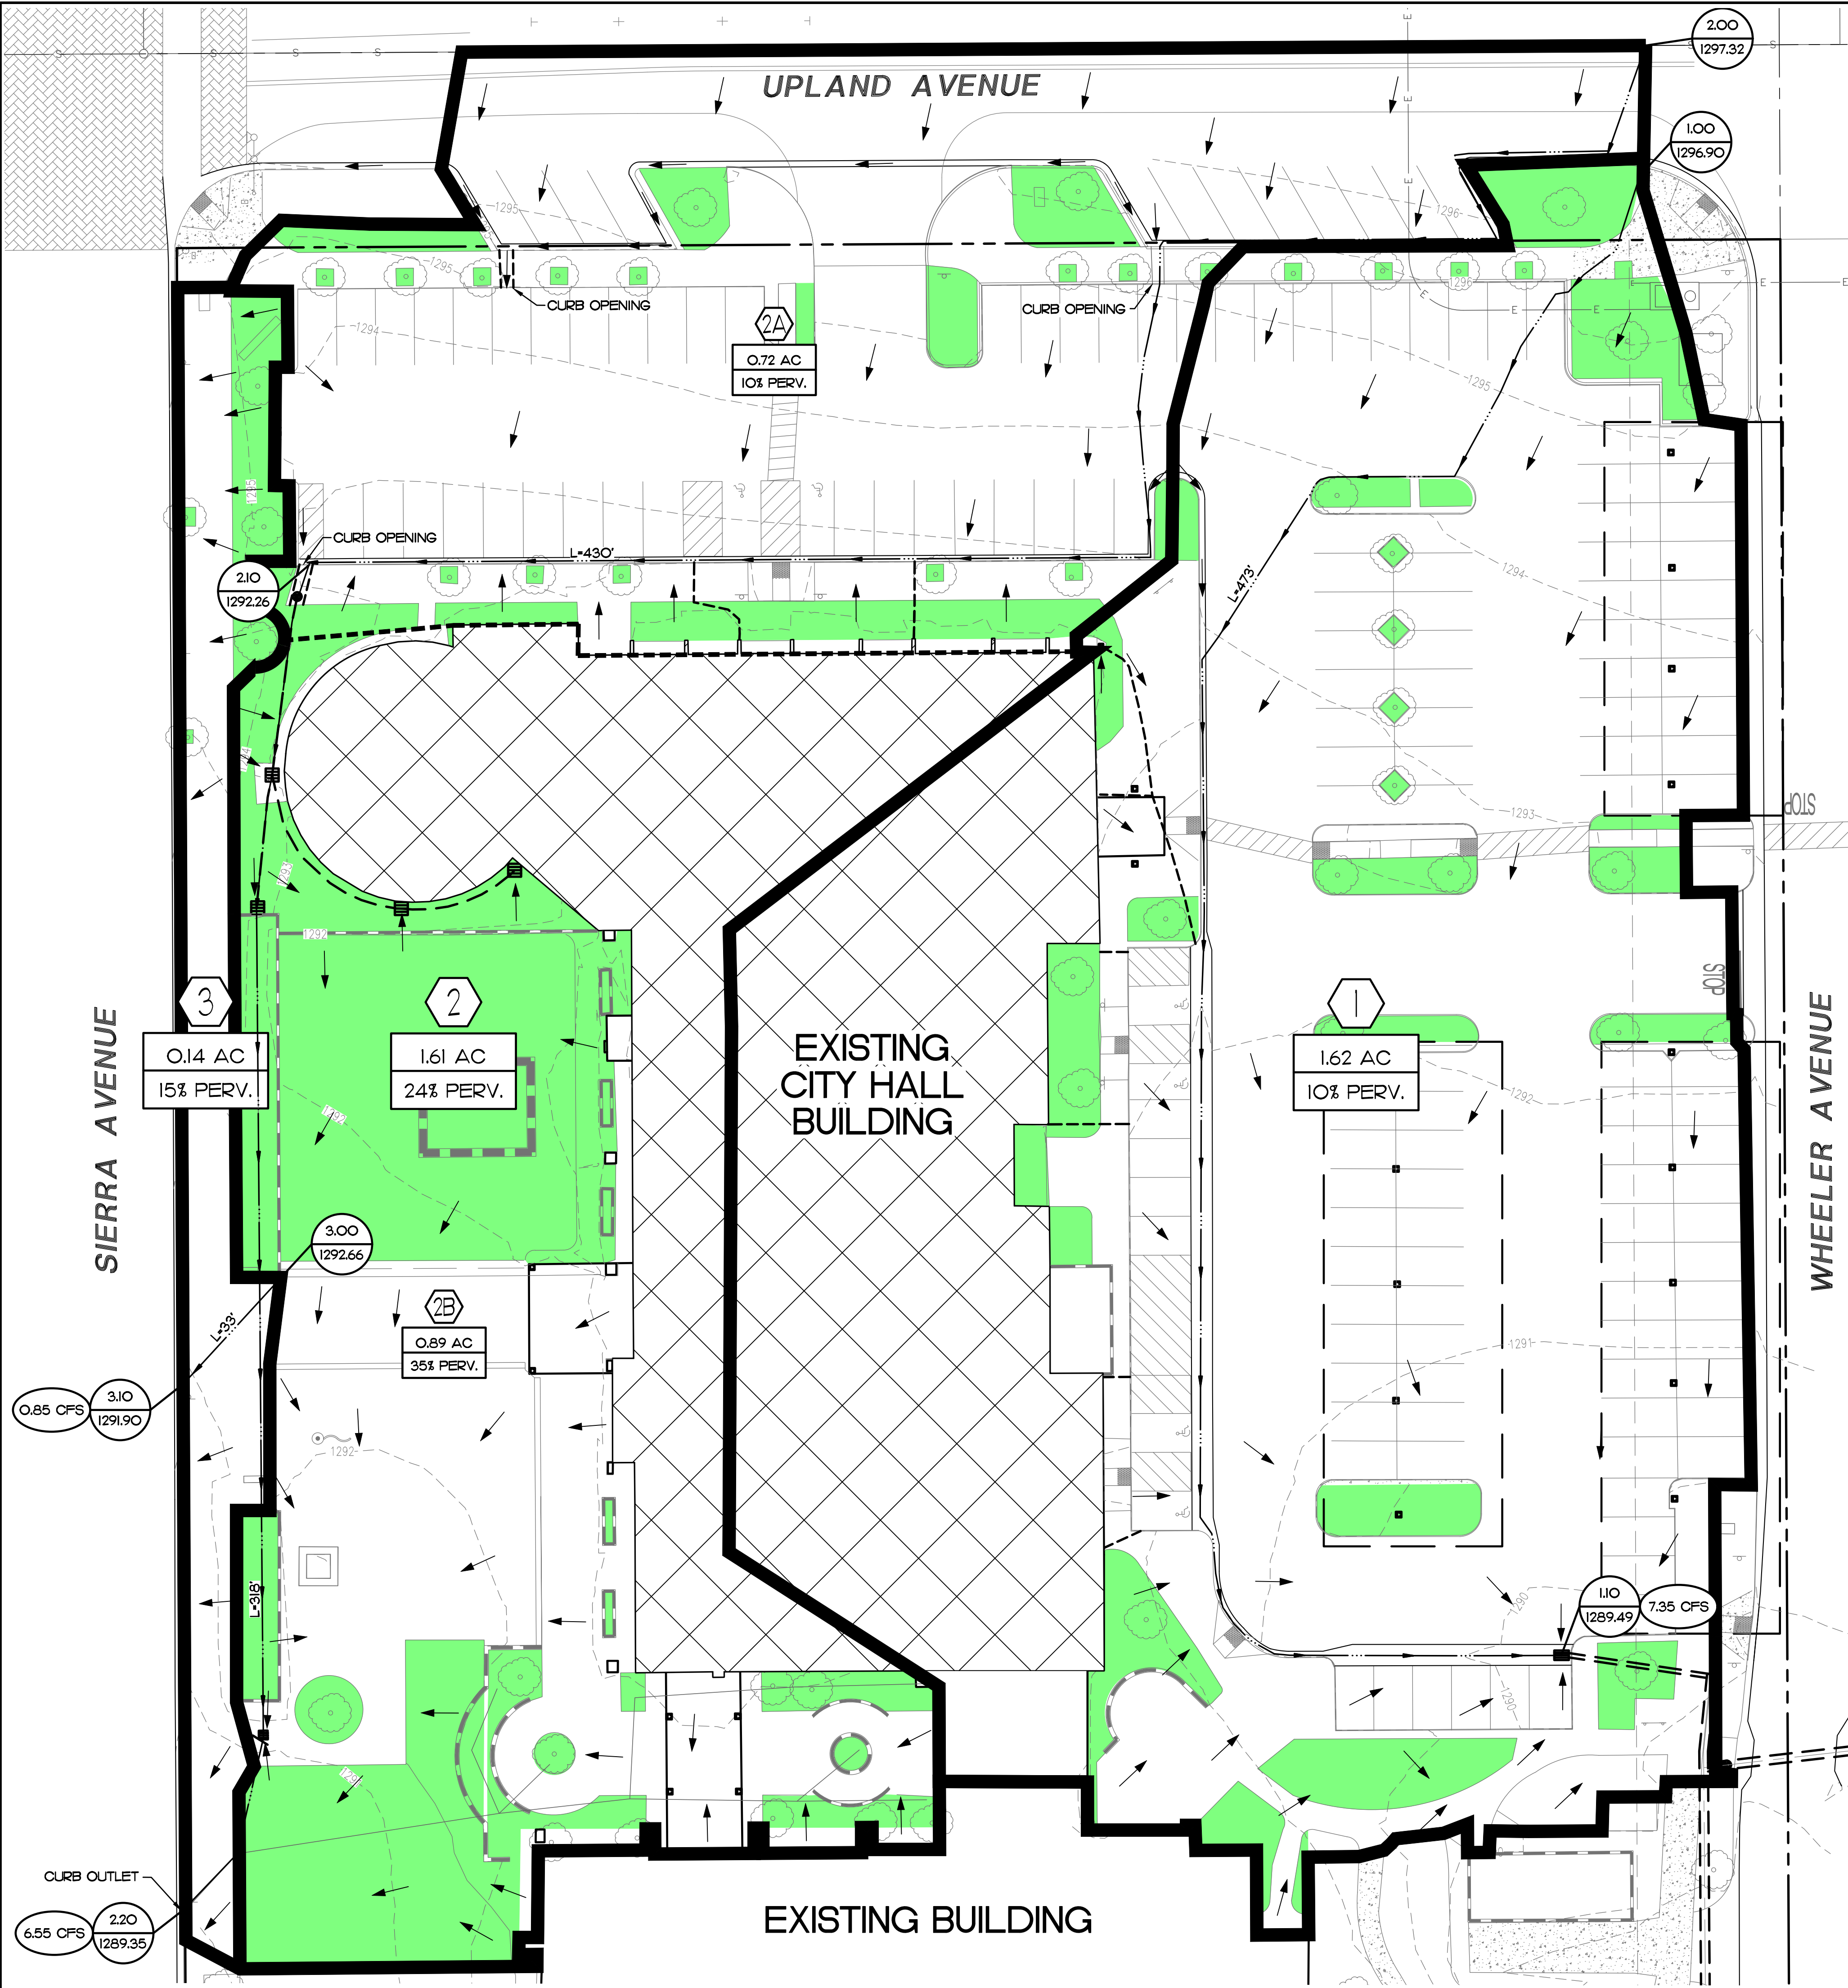 2.00
1297.32
UPLAND AVENUE
1.00
1296.90
1295
1296
1295
1296
CURB OPENING
CURB OPENING
2A
0.72 AC
10% PERV.
1294
1295
1295
CURB OPENING
L=430'
2.10
1292.26
1294
L=473'
1293
STOP
1293
1292
STOP
3
0.14 AC
15% PERV.
2
1.61 AC
24% PERV.
EXISTING
CITY HALL
BUILDING
1
1.62 AC
10% PERV.
SIERRA AVENUE
WHEELER AVENUE
1292
1292
3.00
1292.66
2B
0.89 AC
35% PERV.
L=33'
1291
0.85 CFS
3.10
1291.90
1292
L=318'
1290
1.10
1289.49
7.35 CFS
1290
CURB OUTLET
6.55 CFS
2.20
1289.35
EXISTING BUILDING